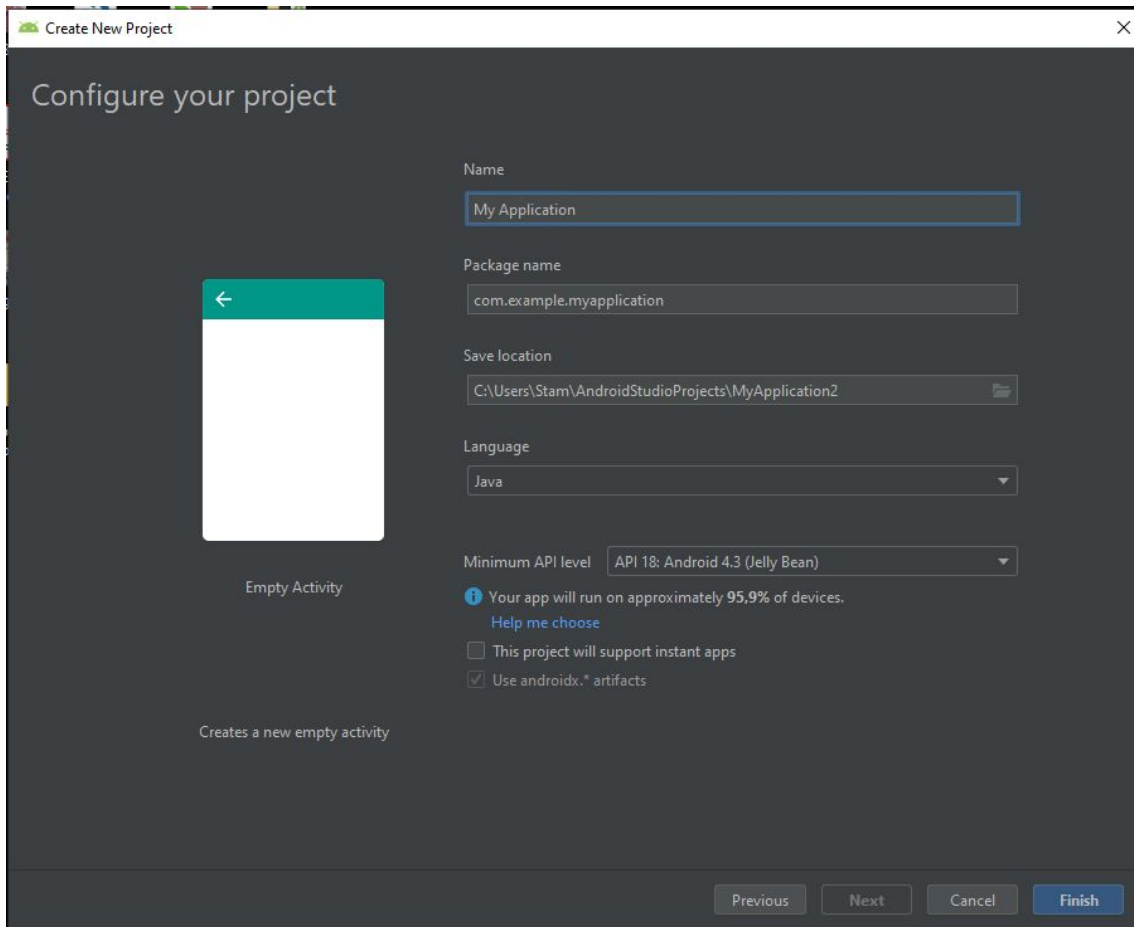 Create New Project
Configure your project
Name
My Application
Package name
com.example.myapplication
Save location
C:\Users\Stam\AndroidStudioProjects\MyApplication2
Language
Java
Minimum API level API 18: Android 4.3 (Jelly Bean)
Your app will run on approximately 95,9% of devices.
Help me choose
This project will support instant apps
Use androidx.* artifacts
Empty Activity
Creates a new empty activity
Previous Next Cancel Finish